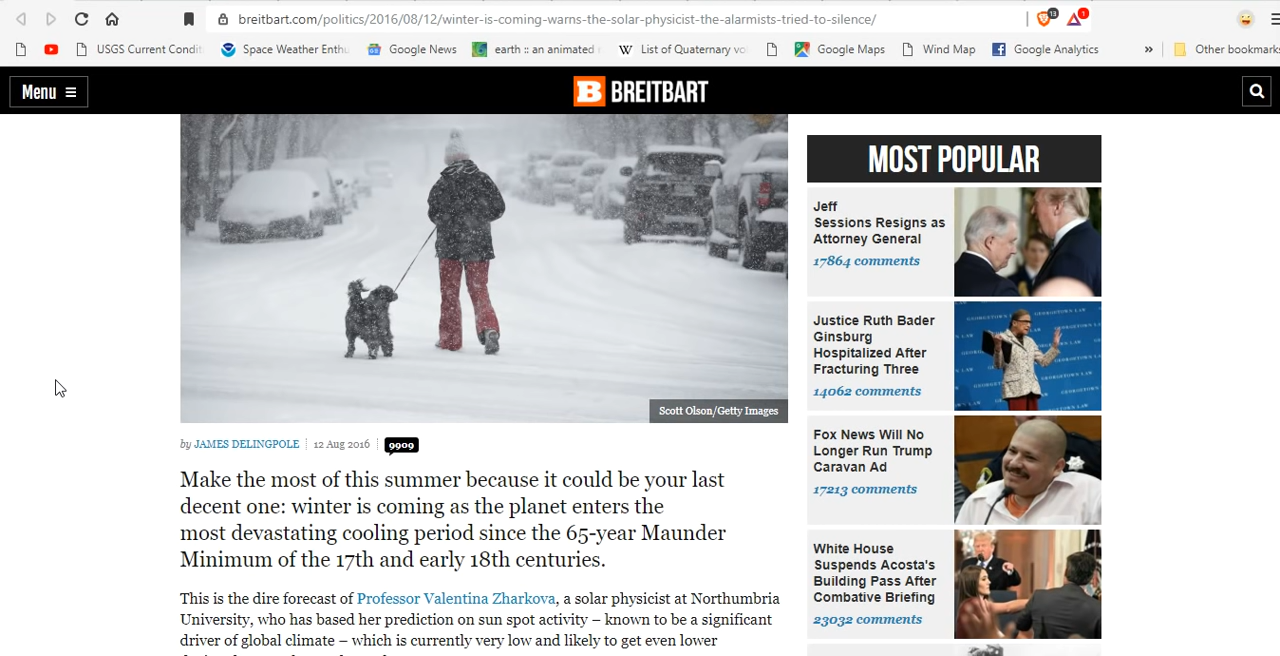 breitbart.com/politics/2016/08/12/winter-is-coming-warns-the-solar-physicist-the-alarmists-tried-to-silence/
13
1
USGS Current Condit
Space Weather Enthu
Google News
earth :: an animated
List of Quaternary vo
Google Maps
Wind Map
Google Analytics
»
Other bookmarks
Menu
B BREITBART
Scott Olson/Getty Images
by JAMES DELINGPOLE 12 Aug 2016 9909
Make the most of this summer because it could be your last
decent one: winter is coming as the planet enters the
most devastating cooling period since the 65-year Maunder
Minimum of the 17th and early 18th centuries.
This is the dire forecast of Professor Valentina Zharkova, a solar physicist at Northumbria
University, who has based her prediction on sun spot activity – known to be a significant
driver of global climate – which is currently very low and likely to get even lower
MOST POPULAR
Jeff
Sessions Resigns as
Attorney General
17864 comments
Justice Ruth Bader
Ginsburg
Hospitalized After
Fracturing Three
14062 comments
Fox News Will No
Longer Run Trump
Caravan Ad
17213 comments
White House
Suspends Acosta's
Building Pass After
Combative Briefing
23032 comments